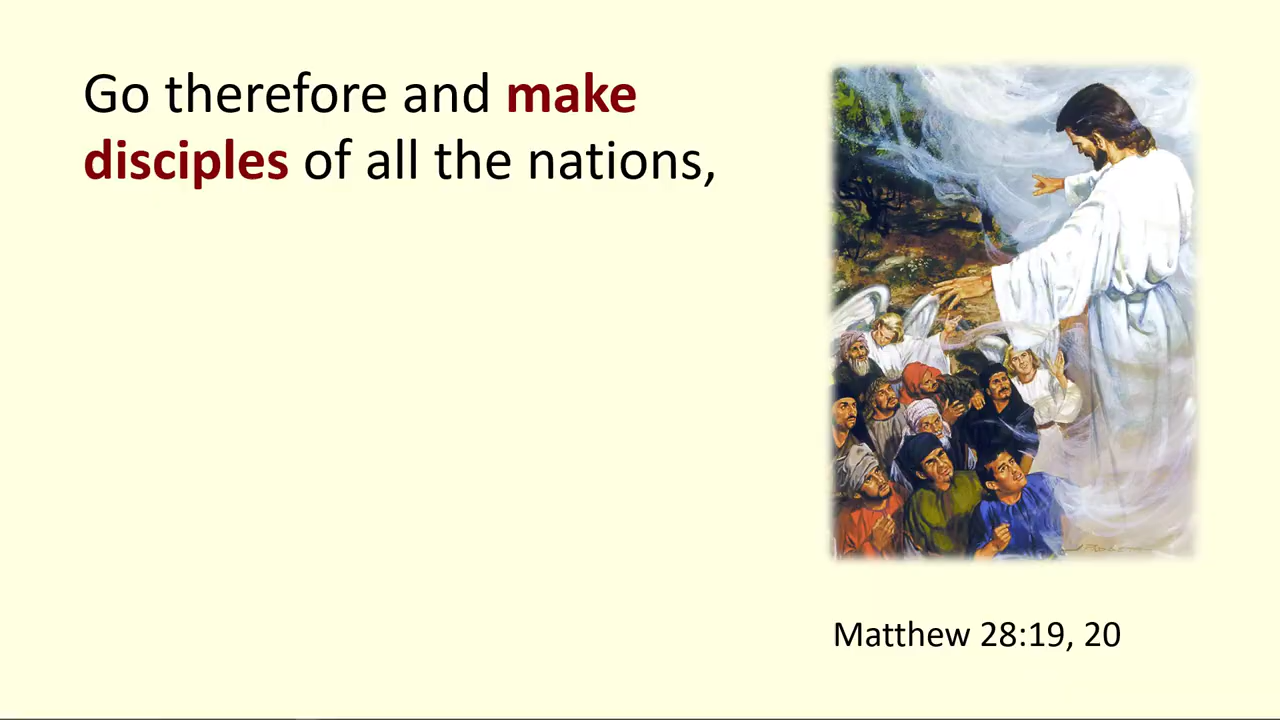 Go therefore and make
disciples of all the nations,
Matthew 28:19, 20